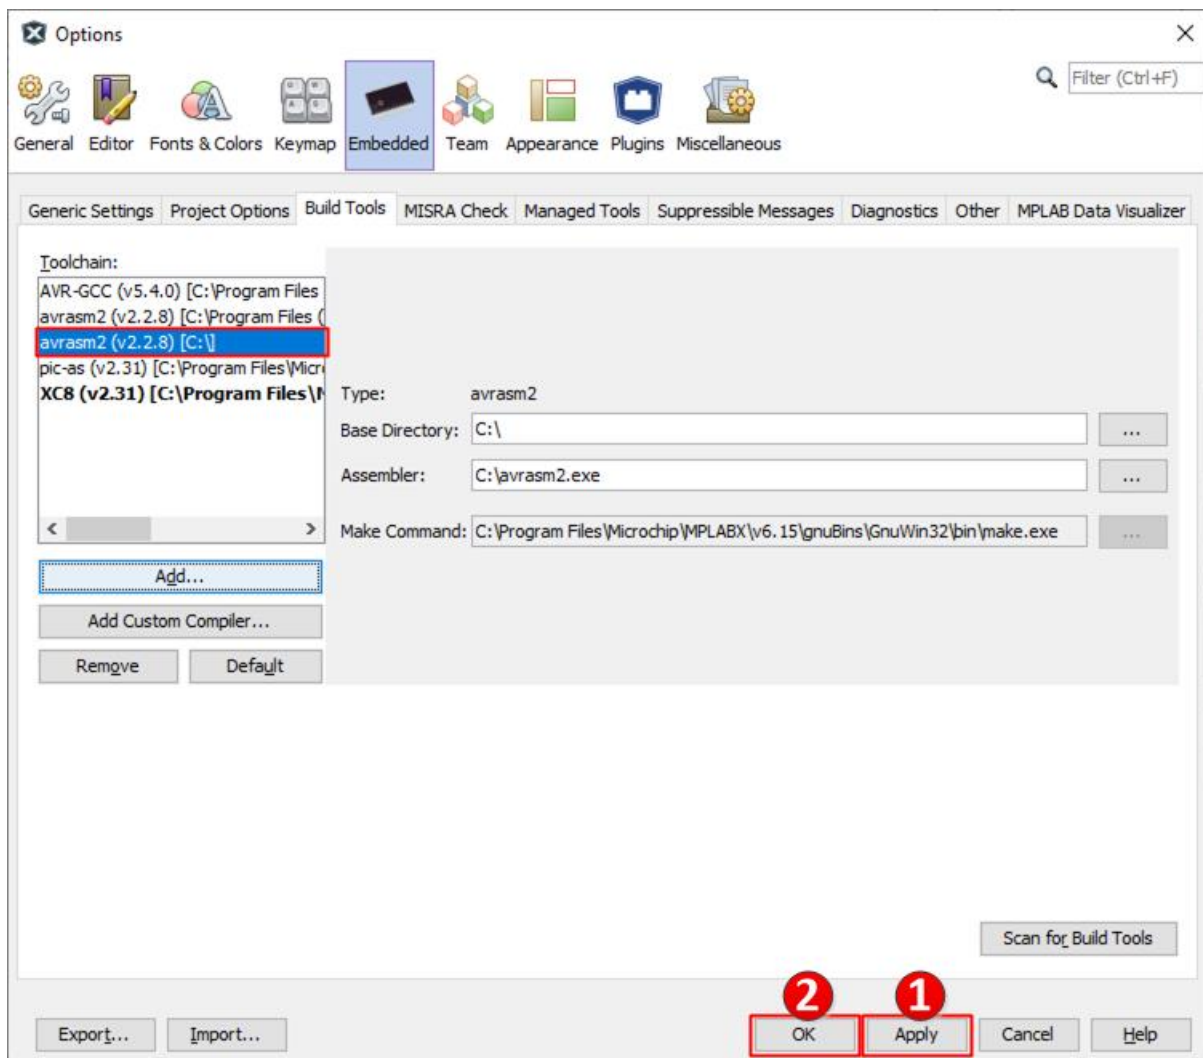 Options
Filter (Ctrl+F)
General Editor Fonts & Colors Keymap Embedded Team Appearance Plugins Miscellaneous
Generic Settings Project Options Build Tools MISRA Check Managed Tools Suppressible Messages Diagnostics Other MPLAB Data Visualizer
Toolchain:
AVR-GCC (v5.4.0) [C:\Program Files
avrasm2 (v2.2.8) [C:\Program Files (
avrasm2 (v2.2.8) [C:\]
pic-as (v2.31) [C:\Program Files\Micr
XC8 (v2.31) [C:\Program Files\
Type: avrasm2
Base Directory: C:\ ...
Assembler: C:\avrasm2.exe ...
Make Command: C:\Program Files\Microchip\MPLABX\v6.15\gnuBins\GnuWin32\bin\make.exe ...
Add...
Add Custom Compiler...
Remove Default
Scan for Build Tools
2 1
Export... Import... OK Apply Cancel Help